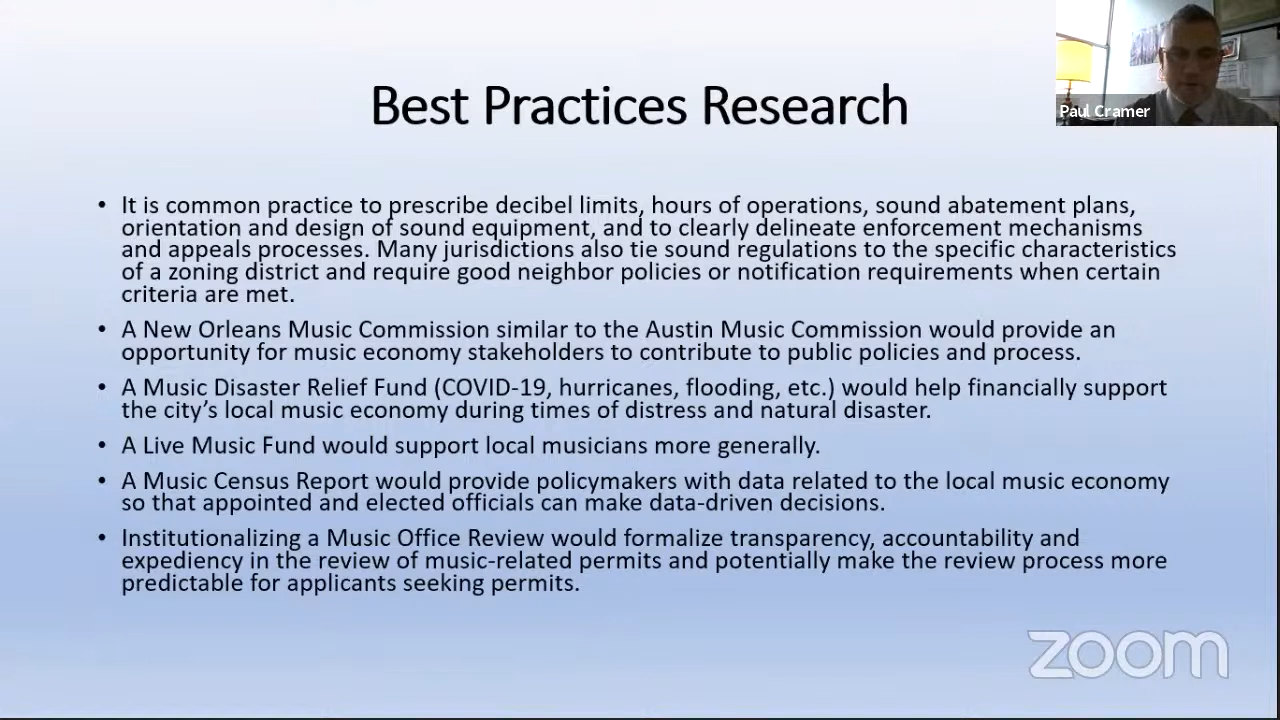 Best Practices Research
Paul Cramer
• It is common practice to prescribe decibel limits, hours of operations, sound abatement plans,
orientation and design of sound equipment, and to clearly delineate enforcement mechanisms
and appeals processes. Many jurisdictions also tie sound regulations to the specific characteristics
of a zoning district and require good neighbor policies or notification requirements when certain
criteria are met.
• A New Orleans Music Commission similar to the Austin Music Commission would provide an
opportunity for music economy stakeholders to contribute to public policies and process.
• A Music Disaster Relief Fund (COVID-19, hurricanes, flooding, etc.) would help financially support
the city’s local music economy during times of distress and natural disaster.
• A Live Music Fund would support local musicians more generally.
• A Music Census Report would provide policymakers with data related to the local music economy
so that appointed and elected officials can make data-driven decisions.
• Institutionalizing a Music Office Review would formalize transparency, accountability and
expediency in the review of music-related permits and potentially make the review process more
predictable for applicants seeking permits.
zoom